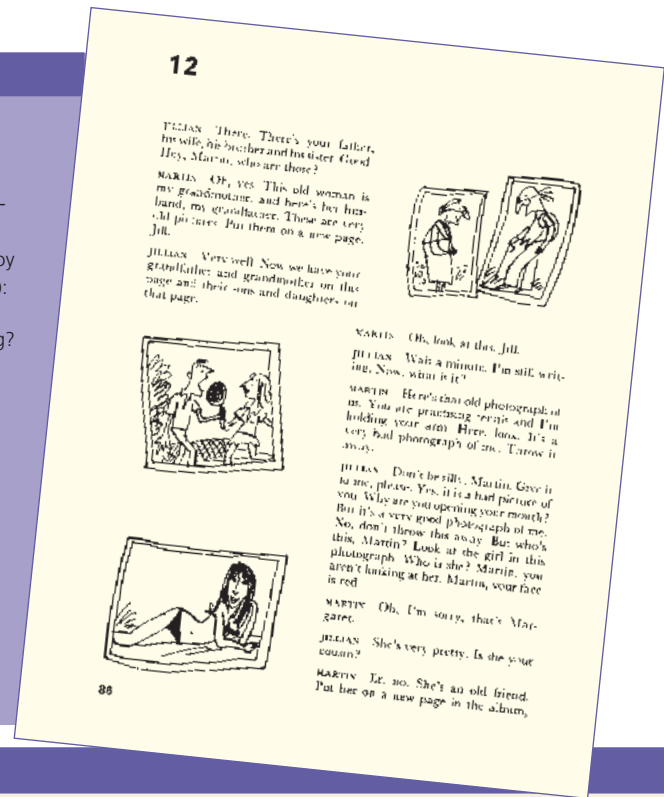 -
oy
):
g?
12
JILLIAN There. There's your father,
his wife, his brother and his sister. Good
Hey, Martin, who are those?
MARTIN Oh, yes. This old woman is
my grandmother, and here's her hus-
band, my grandfather. These are very
old pictures. Put them on a new page,
Jill.
JILLIAN Very well. Now we have your
grandfather and grandmother on this
page and their sons and daughters on
that page.
MARTIN Oh, look at this, Jill.
JILLIAN Wait a minute. I'm still writ-
ing. Now, what is it?
MARTIN Here's that old photograph of
us. You are practising tennis and I'm
holding your arm. Here, look. It's a
very bad photograph of me. Throw it
away.
JILLIAN Don't be silly, Martin. Give it
to me, please. Yes, it is a bad picture of
you. Why are you opening your mouth?
But it's a very good photograph of me.
No, don't throw this away. But who's
this, Martin? Look at the girl in this
photograph. Who is she? Martin, you
aren't looking at her. Martin, your face
is red.
MARTIN Oh, I'm sorry, that's Mar-
garet.
JILLIAN She's very pretty. Is she your
cousin?
MARTIN Er, no. She's an old friend.
Put her on a new page in the album,
86